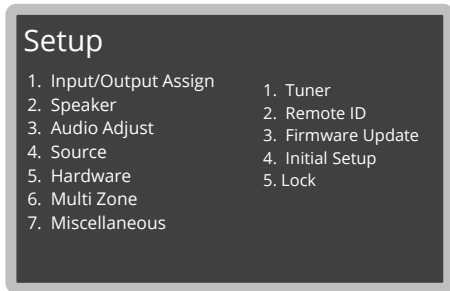 Setup
1. Input/Output Assign
2. Speaker
3. Audio Adjust
4. Source
5. Hardware
6. Multi Zone
7. Miscellaneous
1. Tuner
2. Remote ID
3. Firmware Update
4. Initial Setup
5. Lock